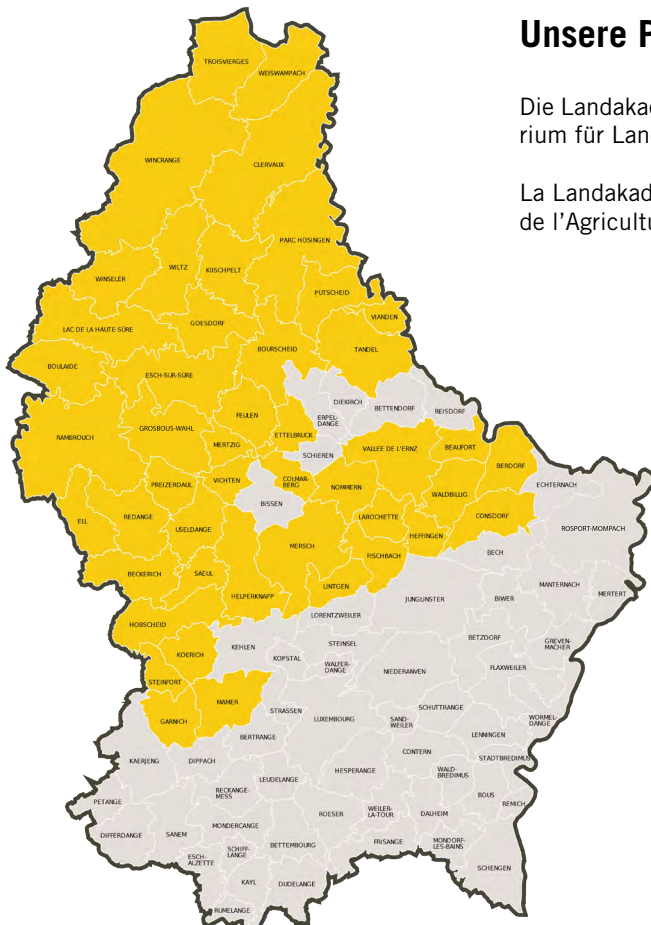 Unsere P
Die Landakad
rium für Lan
La Landakad
de l'Agricultu
TROISVIERGES
WEISWAMPACH
WINCRANGE
CLERVAUX
PARC HOSINGEN
WINSELER
WILTZ
KIISCHPELT
PUTSCHEID
VIANDEN
LAC DE LA HAUTE-SÛRE
GOESDORF
BOURSCHEID
TANDEL
BOULAIDE
ESCH-SUR-SÛRE
DIEKIRCH
BETTENDORF
REISDORF
ERPEL-
DANGE
FEULEN
RAMBROUCH
GROSBOUS-WAHL
ETTELBRUCK
MERTZIG
SCHIEREN
VALLEE DE L'ERNZ
BEAUFORT
BERDORF
ECHTERNACH
PREIZERDAUL
VICHTEN
COLMAR-
BERG
NOMMERN
WALDBILLIG
BISSEN
ELL
REDANGE
USELDANGE
LAROCHETTE
CONSDORF
ROSPORT-MOMPACH
HEFFINGEN
MERSCH
FISCHBACH
BECH
BECKERICH
SAEUL
LINTGEN
MANTERNACH
MERTERT
HELPERKNAPP
JUNGLINSTER
BIWER
HOBSCHEID
LORENTZWEILER
KOERICH
KEHLEN
STEINSEL
BETZDORF
GREVEN-
MACHER
KOPSTAL
WALFER-
DANGE
NIEDERANVEN
FLAXWEILER
STEINFORT
MAMER
GARNICH
STRASSEN
LUXEMBOURG
SAND-
WEILER
SCHUTTRANGE
WORMEL-
DANGE
BERTRANGE
LENNINGEN
KAERJENG
DIPPACH
CONTERN
STADTBREDIMUS
LEUDELANGE
HESPERANGE
WALD-
BREDIMUS
RECKANGE-
MESS
BOUS
REMICH
PETANGE
ROESER
WEILER-
LA-TOUR
DALHEIM
MONDERCANGE
DIFFERDANGE
SANEM
SCHIFF-
LANGE
BETTEMBOURG
FRISANGE
MONDORF-
LES-BAINS
ESCH-
ALZETTE
SCHENGEN
KAYL
DUDELANGE
RUMELANGE